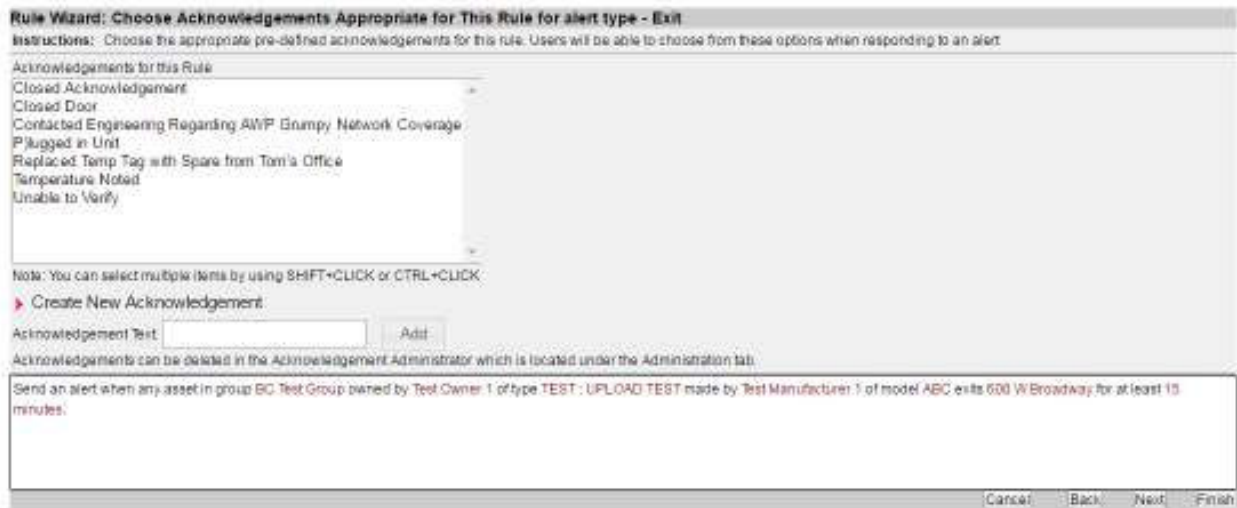 Rule Wizard: Choose Acknowledgements Appropriate for This Rule for alert type - Exit
Instructions: Choose the appropriate pre-defined acknowledgements for this rule. Users will be able to choose from these options when responding to an alert
Acknowledgements for this Rule
Closed Acknowledgement
Closed Door
Contacted Engineering Regarding AWP Grumpy Network Coverage
P)lugged in Unit
Replaced Temp Tag with Spare from Tom's Office
Temperature Noted
Unable to Verify
Note: You can select multiple items by using SHIFT+CLICK or CTRL+CLICK
Create New Acknowledgement
Acknowledgement Text Add
Acknowledgements can be deleted in the Acknowledgement Administrator which is located under the Administration tab.
Send an alert when any asset in group BC Test Group owned by Test Owner 1 of type TEST : UPLOAD TEST made by Test Manufacturer 1 of model ABC exits 600 W Broadway for at least 15
minutes.
Cancel Back Next Finish